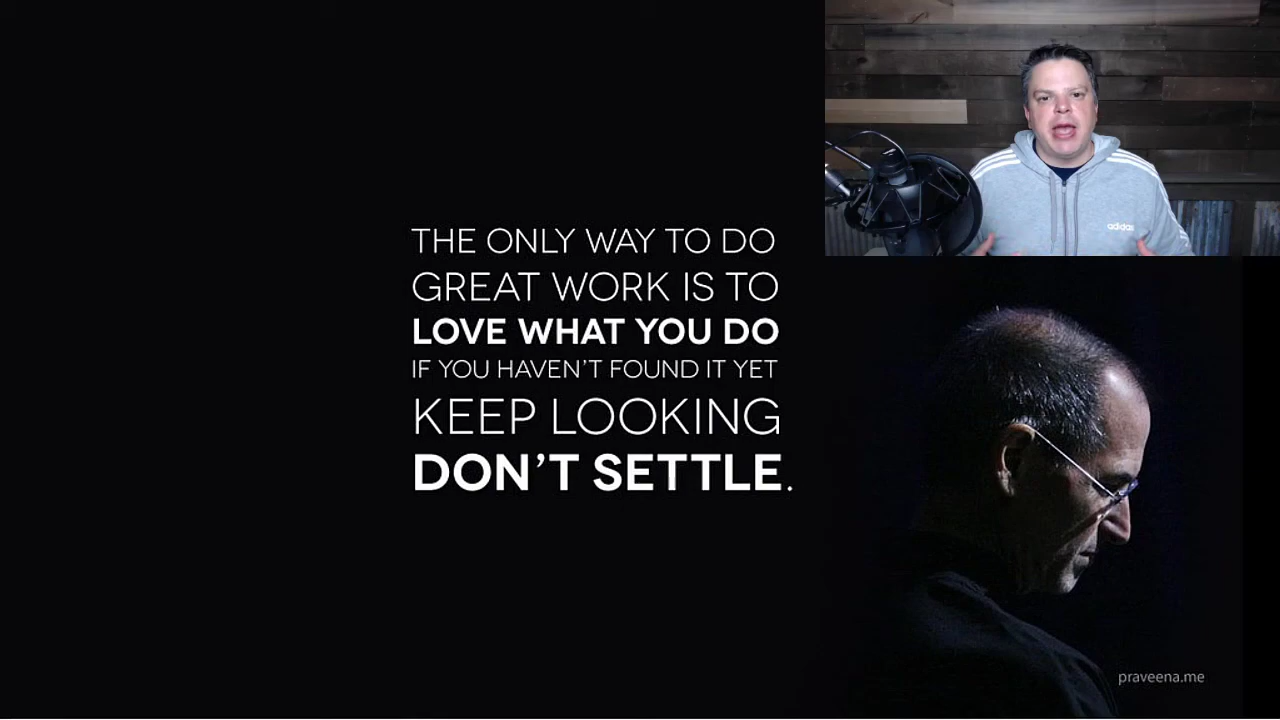 THE ONLY WAY TO DO
GREAT WORK IS TO
LOVE WHAT YOU DO
IF YOU HAVEN'T FOUND IT YET
KEEP LOOKING
DON'T SETTLE.
adidas
praveena.me